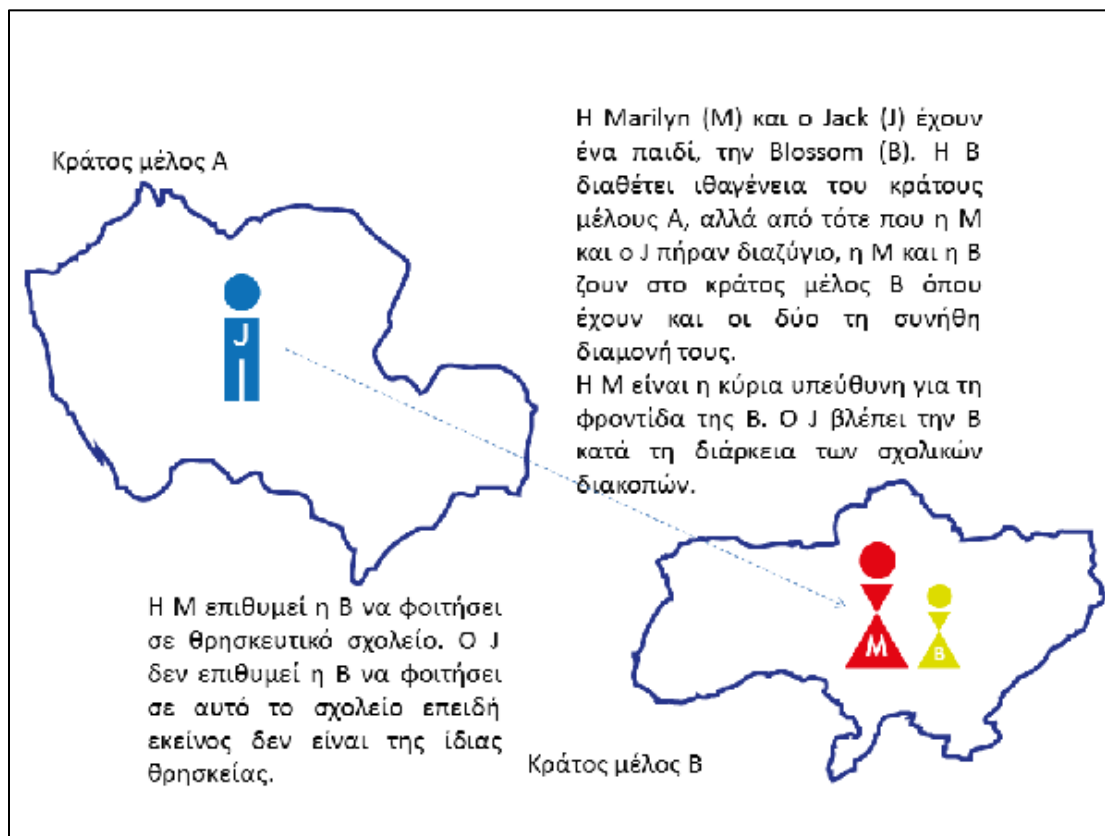 Κράτος μέλος Α
Η Marilyn (M) και ο Jack (J) έχουν
ένα παιδί, την Blossom (B). Η Β
διαθέτει ιθαγένεια του κράτους
μέλους Α, αλλά από τότε που η Μ
και ο J πήραν διαζύγιο, η Μ και η Β
ζουν στο κράτος μέλος Β όπου
έχουν και οι δύο τη συνήθη
διαμονή τους.
Η Μ είναι η κύρια υπεύθυνη για τη
φροντίδα της Β. Ο J βλέπει την Β
κατά τη διάρκεια των σχολικών
διακοπών.
J
M
B
Η Μ επιθυμεί η Β να φοιτήσει
σε θρησκευτικό σχολείο. Ο J
δεν επιθυμεί η Β να φοιτήσει
σε αυτό το σχολείο επειδή
εκείνος δεν είναι της ίδιας
θρησκείας.
Κράτος μέλος Β